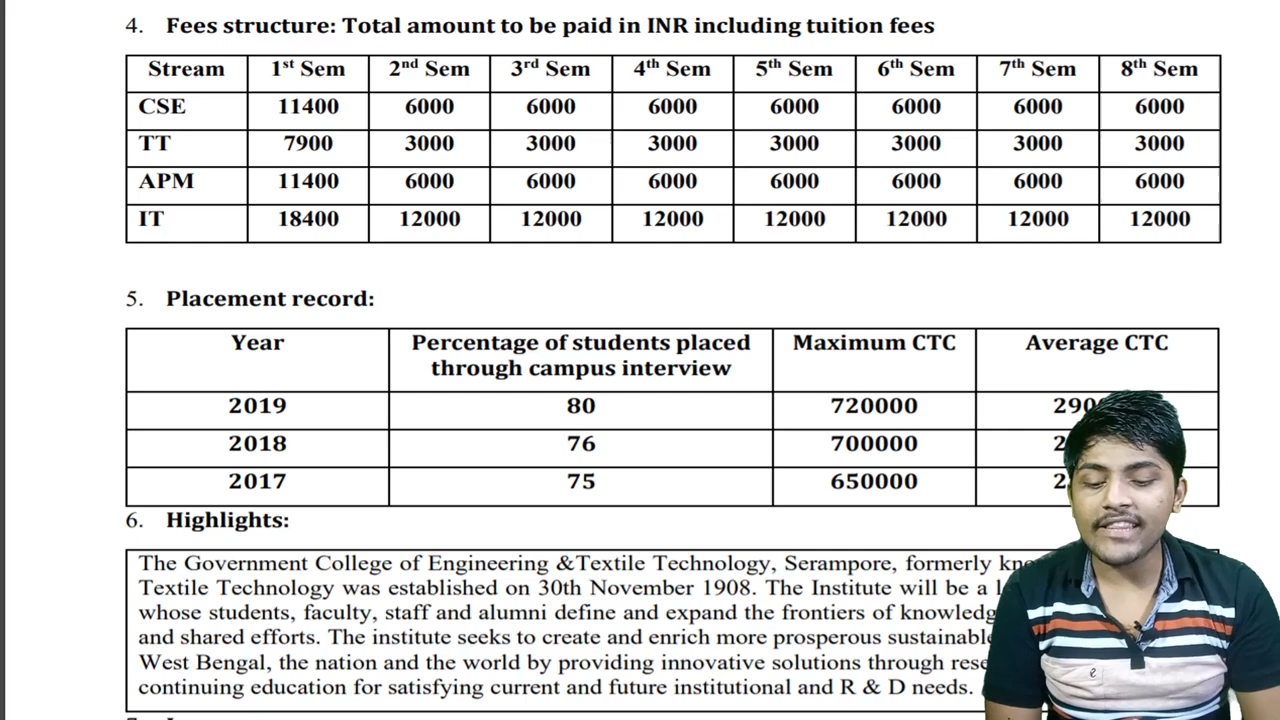 4. Fees structure: Total amount to be paid in INR including tuition fees
Stream 1st Sem 2nd Sem 3rd Sem 4th Sem 5th Sem 6th Sem 7th Sem 8th Sem
CSE 11400 6000 6000 6000 6000 6000 6000 6000
TT 7900 3000 3000 3000 3000 3000 3000 3000
APM 11400 6000 6000 6000 6000 6000 6000 6000
IT 18400 12000 12000 12000 12000 12000 12000 12000
5. Placement record:
Year Percentage of students placed through campus interview Maximum CTC Average CTC
2019 80 720000
2018 76 700000
2017 75 650000
6. Highlights:
The Government College of Engineering &Textile Technology, Serampore, formerly
Textile Technology was established on 30th November 1908. The Institute will be a
whose students, faculty, staff and alumni define and expand the frontiers of
and shared efforts. The institute seeks to create and enrich more prosperous sustainable
West Bengal, the nation and the world by providing innovative solutions through
continuing education for satisfying current and future institutional and R & D needs.